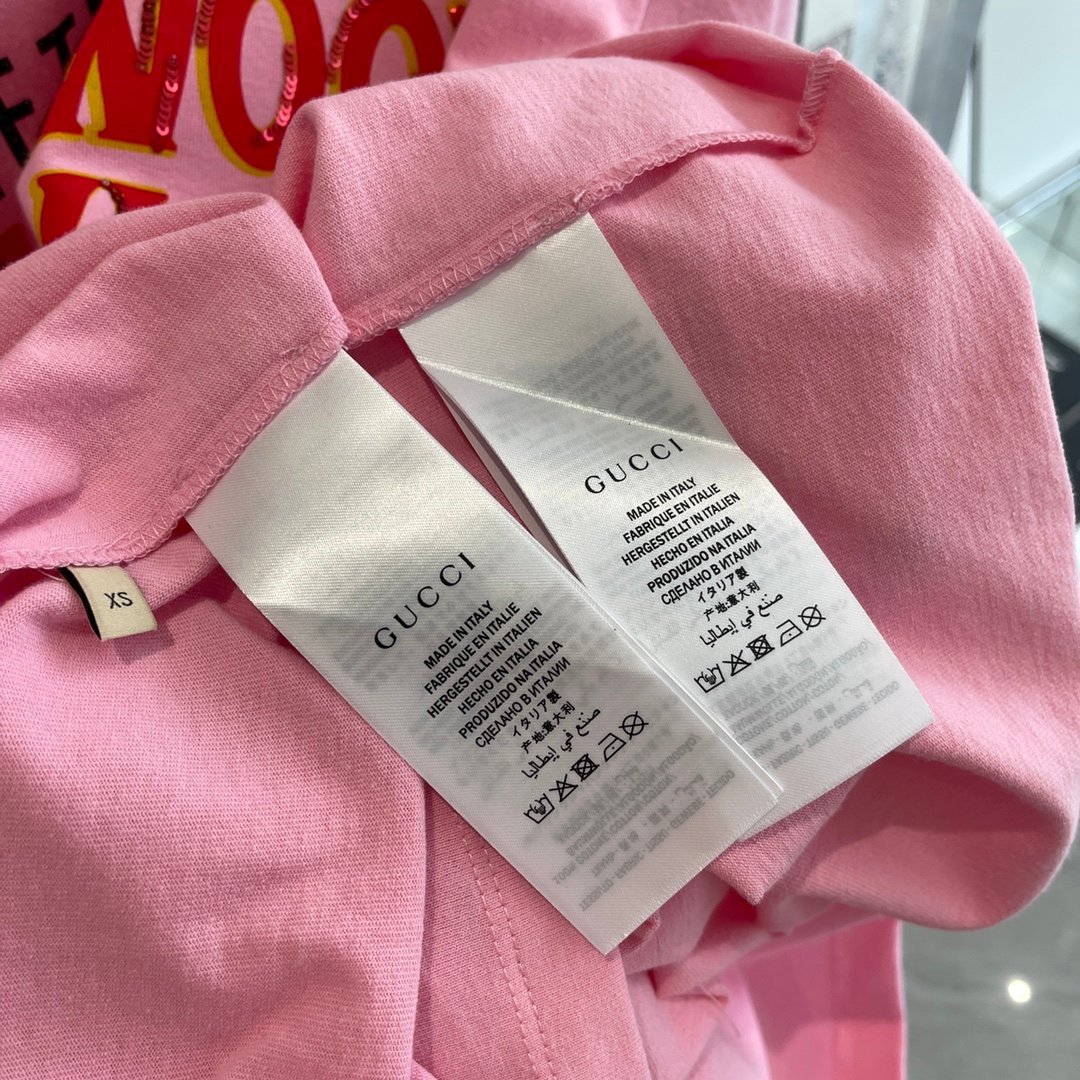 XS
GUCCI
MADE IN ITALY
FABRIQUE EN ITALIE
HERGESTELLT IN ITALIEN
HECHO EN ITALIA
PRODUZIDO NA ITALIA
СДЕЛАНО В ИТАЛИИ
イタリア製
产地:意大利
صنع في إيطاليا
GUCCI
MADE IN ITALY
FABRIQUE EN ITALIE
HERGESTELLT IN ITALIEN
HECHO EN ITALIA
PRODUZIDO NA ITALIA
СДЕЛАНО В ИТАЛИИ
イタリア製
产地:意大利
صنع في إيطاليا